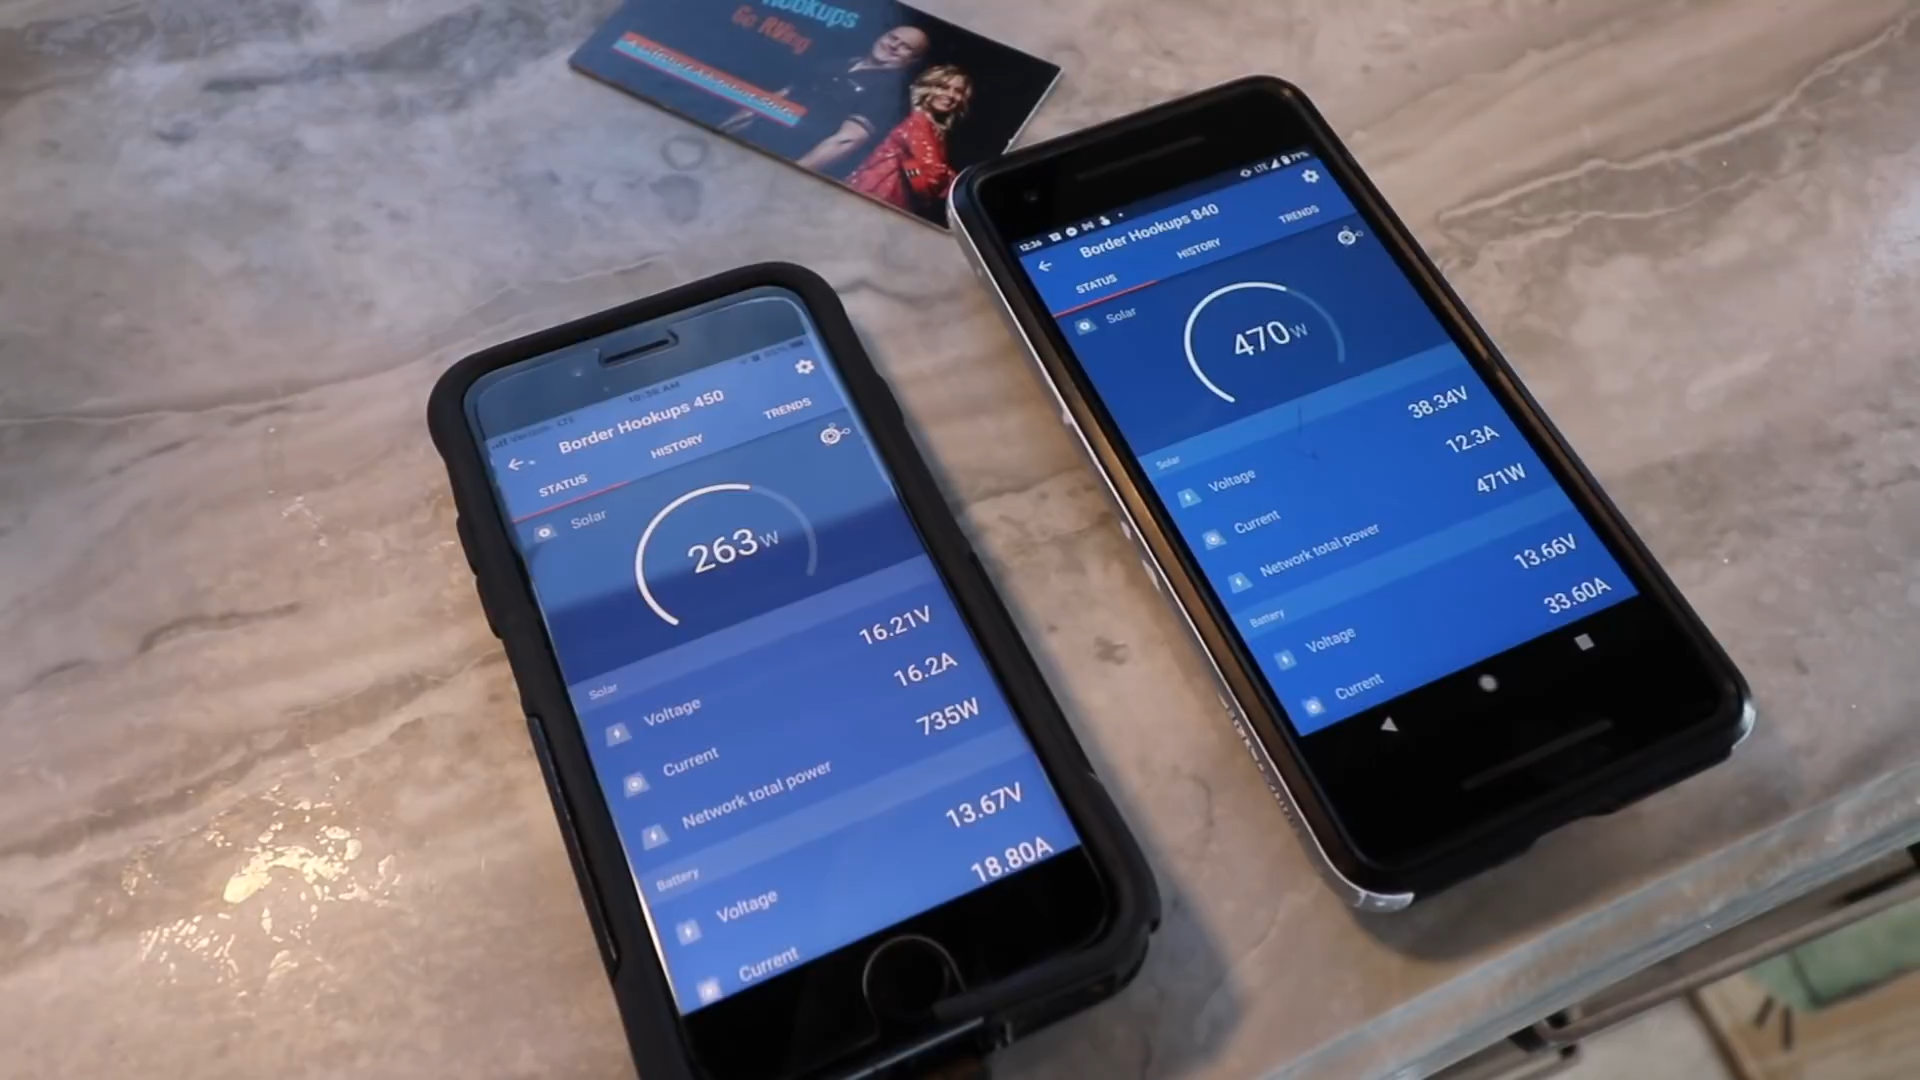 Hookups
Go RVing
10:36 AM
Border Hookups 450
STATUS
HISTORY
TRENDS
Solar
263W
Solar
Voltage
16.21V
Current
16.2A
Network total power
735W
Battery
Voltage
13.67V
Current
18.80A
12:36
LTE
79%
Border Hookups 840
STATUS
HISTORY
TRENDS
Solar
470W
Solar
Voltage
38.34V
Current
12.3A
Network total power
471W
Battery
Voltage
13.66V
Current
33.60A